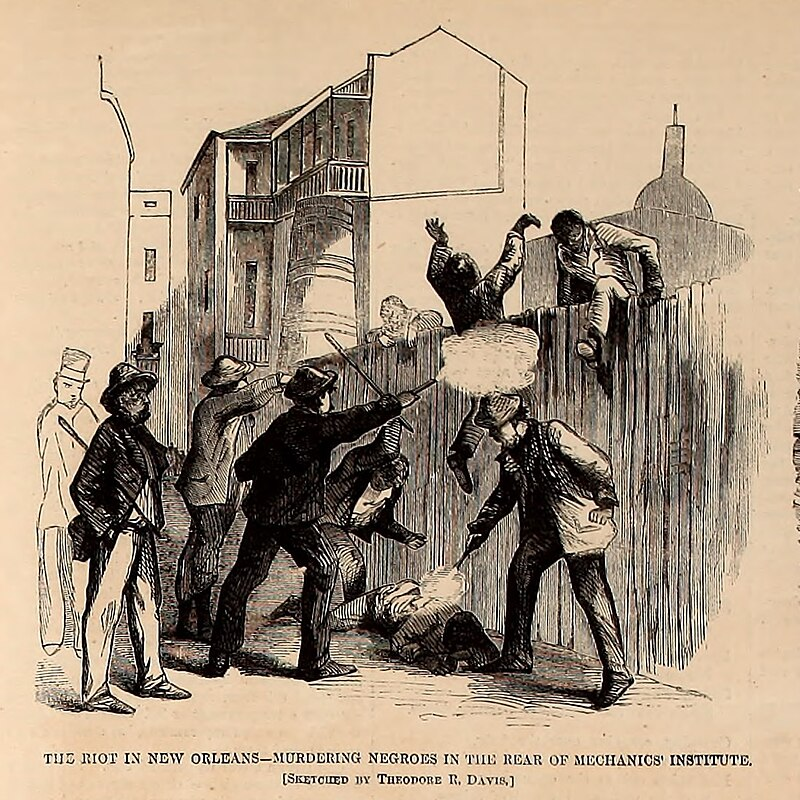 THE RIOT IN NEW ORLEANS—MURDERING NEGROES IN THE REAR OF MECHANICS' INSTITUTE.
[Sketched by Theodore R. Davis.]